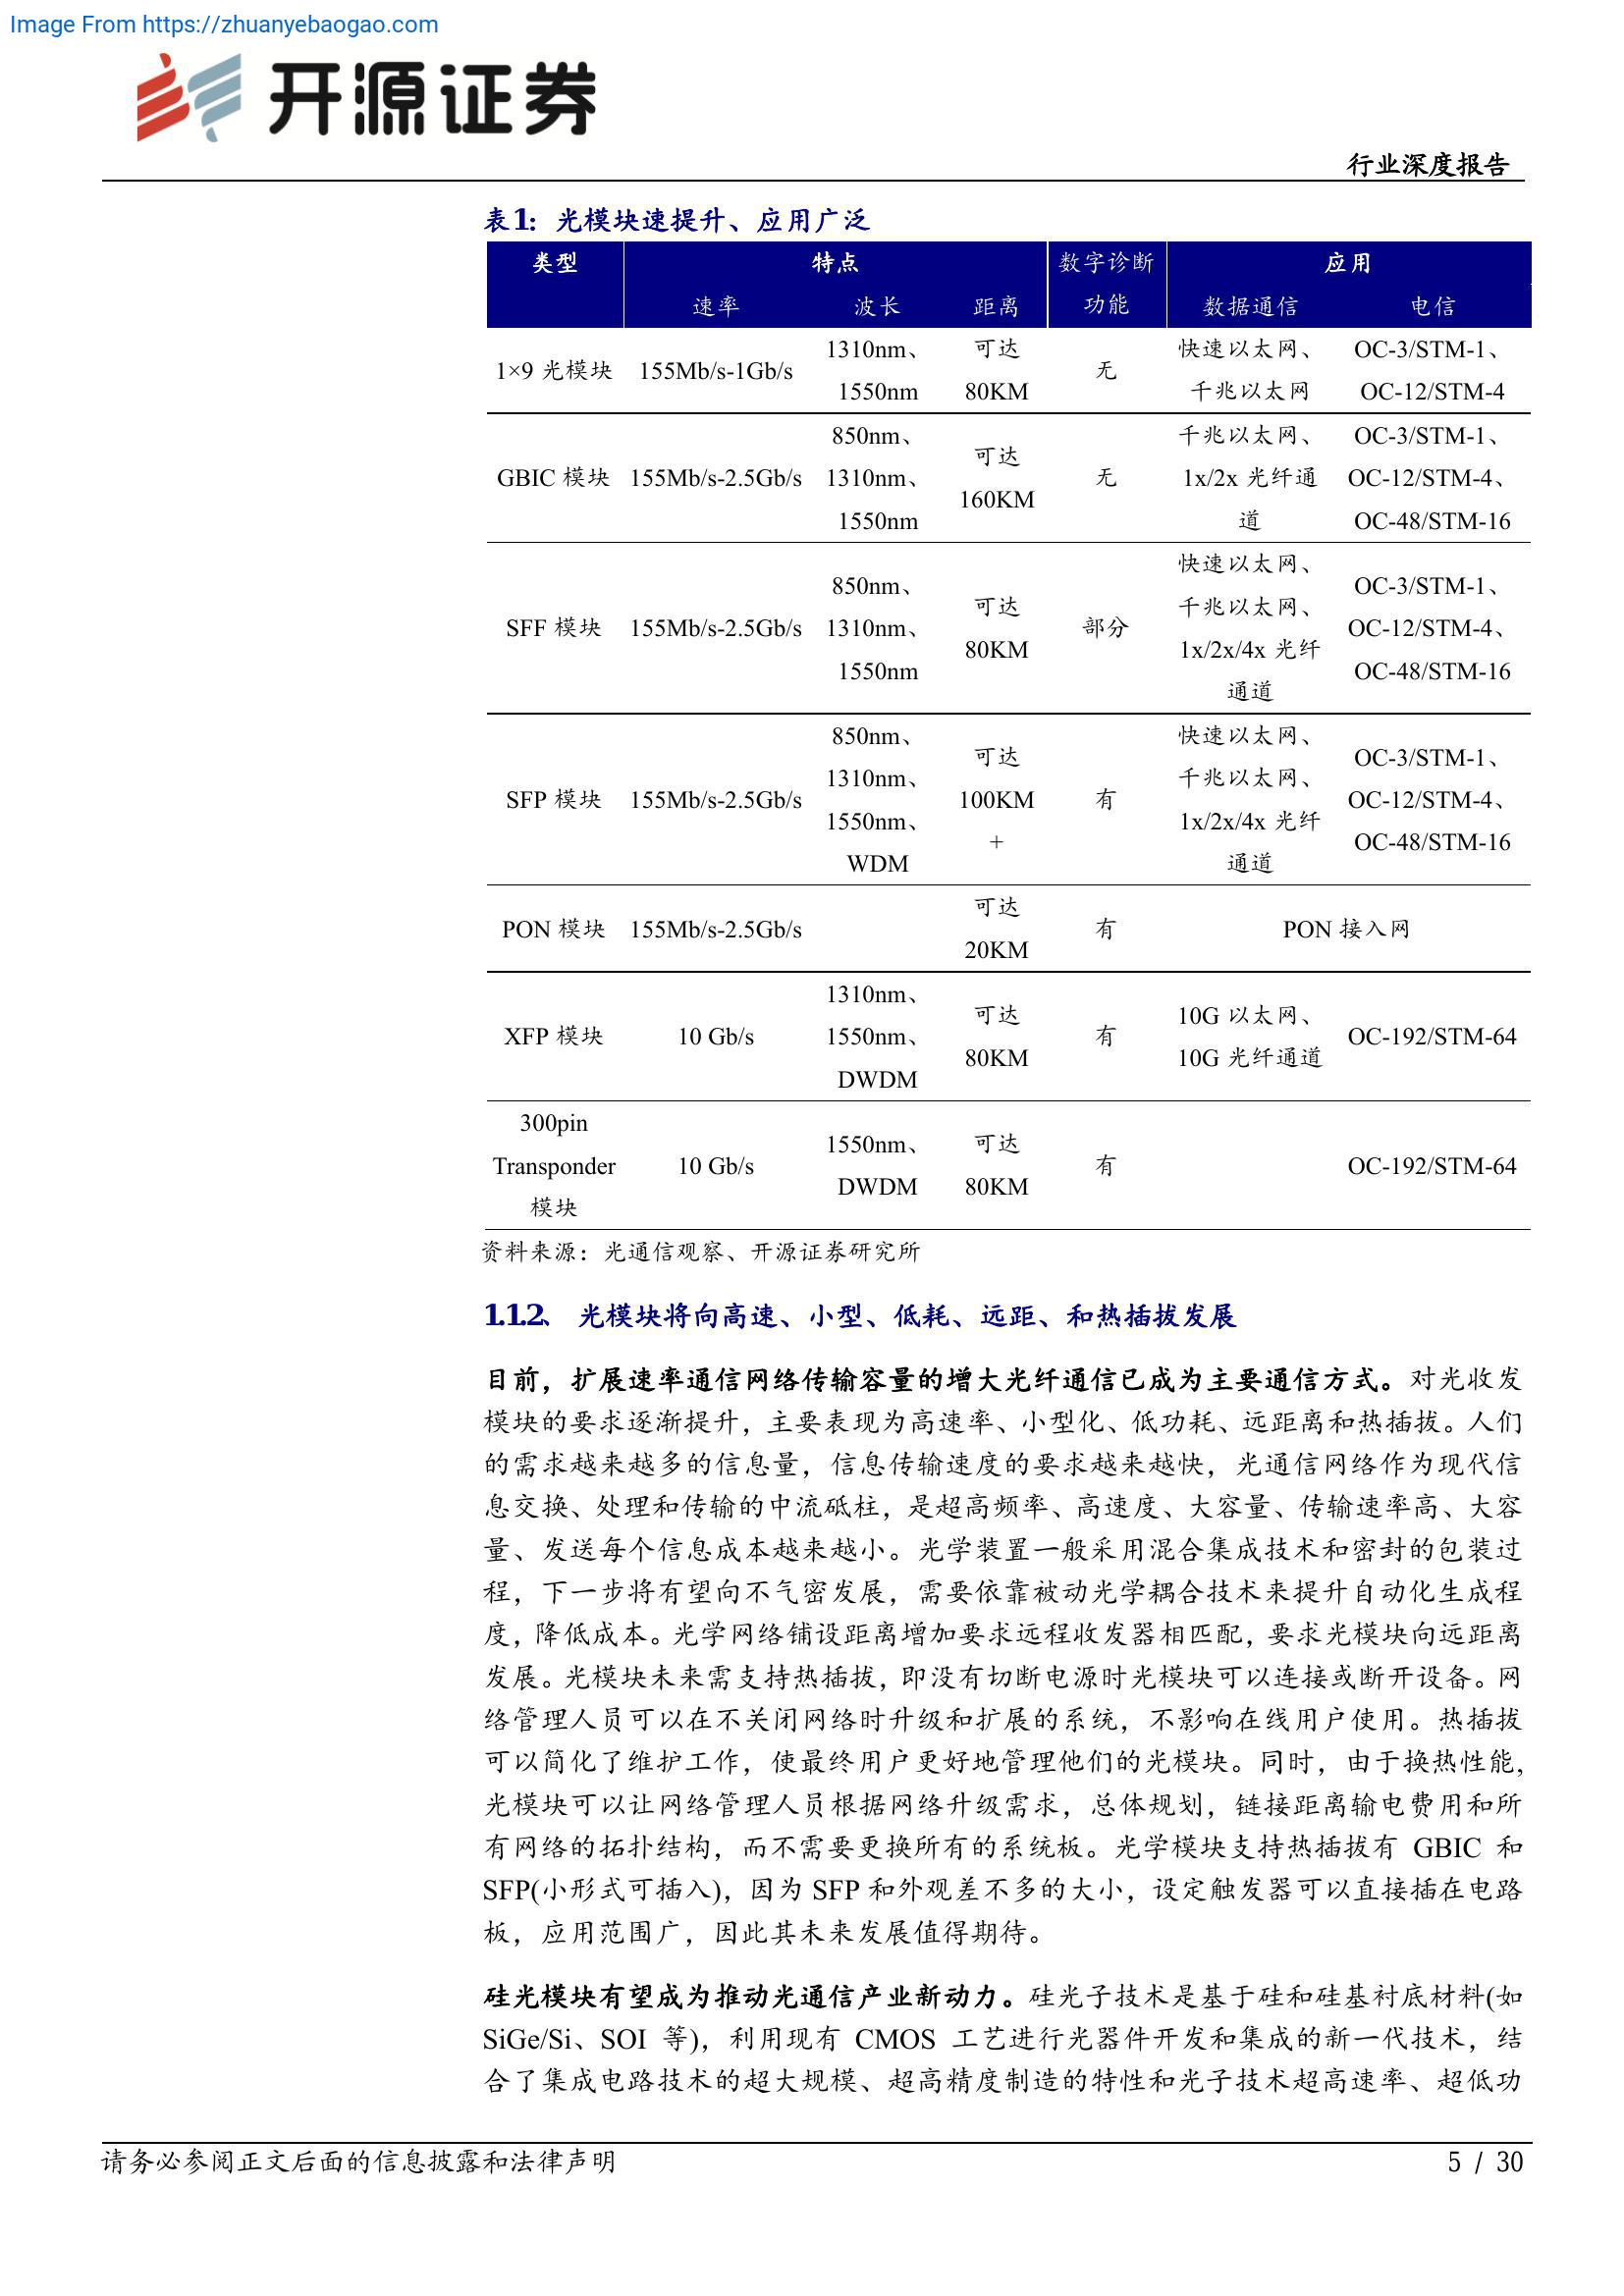 Image From https://zhuanyebaogao.com
开源证券
行业深度报告
表1: 光模块速提升、应用广泛
类型 特点 数字诊断 应用
速率 波长 距离 功能 数据通信 电信
1310nm、 可达 快速以太网、 OC-3/STM-1、
1×9 光模块 155Mb/s-1Gb/s 无
1550nm 80KM 千兆以太网 OC-12/STM-4
850nm、 千兆以太网、 OC-3/STM-1、
可达
GBIC 模块 155Mb/s-2.5Gb/s 1310nm、 无 1x/2x 光纤通 OC-12/STM-4、
160KM
1550nm 道 OC-48/STM-16
快速以太网、
850nm、 OC-3/STM-1、
可达 千兆以太网、
SFF 模块 155Mb/s-2.5Gb/s 1310nm、 部分 OC-12/STM-4、
80KM 1x/2x/4x 光纤
1550nm OC-48/STM-16
通道
850nm、 快速以太网、
可达 OC-3/STM-1、
1310nm、 千兆以太网、
SFP 模块 155Mb/s-2.5Gb/s 100KM 有 OC-12/STM-4、
1550nm、 1x/2x/4x 光纤
+ OC-48/STM-16
WDM 通道
可达
PON 模块 155Mb/s-2.5Gb/s 有 PON 接入网
20KM
1310nm、
可达 10G 以太网、
XFP 模块 10 Gb/s 1550nm、 有 OC-192/STM-64
80KM 10G 光纤通道
DWDM
300pin
1550nm、 可达
Transponder 10 Gb/s 有 OC-192/STM-64
DWDM 80KM
模块
资料来源：光通信观察、开源证券研究所
1.1.2、 光模块将向高速、小型、低耗、远距、和热插拔发展
目前，扩展速率通信网络传输容量的增大光纤通信已成为主要通信方式。对光收发
模块的要求逐渐提升，主要表现为高速率、小型化、低功耗、远距离和热插拔。人们
的需求越来越多的信息量，信息传输速度的要求越来越快，光通信网络作为现代信
息交换、处理和传输的中流砥柱，是超高频率、高速度、大容量、传输速率高、大容
量、发送每个信息成本越来越小。光学装置一般采用混合集成技术和密封的包装过
程，下一步将有望向不气密发展，需要依靠被动光学耦合技术来提升自动化生成程
度，降低成本。光学网络铺设距离增加要求远程收发器相匹配，要求光模块向远距离
发展。光模块未来需支持热插拔，即没有切断电源时光模块可以连接或断开设备。网
络管理人员可以在不关闭网络时升级和扩展的系统，不影响在线用户使用。热插拔
可以简化了维护工作，使最终用户更好地管理他们的光模块。同时，由于换热性能，
光模块可以让网络管理人员根据网络升级需求，总体规划，链接距离输电费用和所
有网络的拓扑结构，而不需要更换所有的系统板。光学模块支持热插拔有 GBIC 和
SFP(小形式可插入)，因为 SFP 和外观差不多的大小，设定触发器可以直接插在电路
板，应用范围广，因此其未来发展值得期待。
硅光模块有望成为推动光通信产业新动力。硅光子技术是基于硅和硅基衬底材料(如
SiGe/Si、SOI 等)，利用现有 CMOS 工艺进行光器件开发和集成的新一代技术，结
合了集成电路技术的超大规模、超高精度制造的特性和光子技术超高速率、超低功
请务必参阅正文后面的信息披露和法律声明 5 / 30